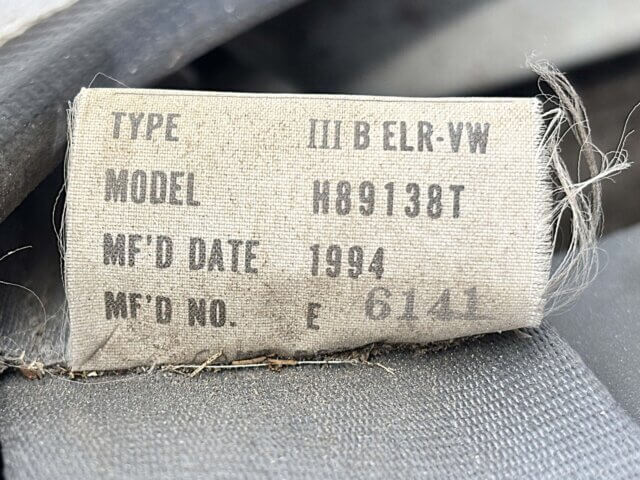 TYPE III B ELR-VW
MODEL H89138T
MF'D DATE 1994
MF'D NO. E 6141